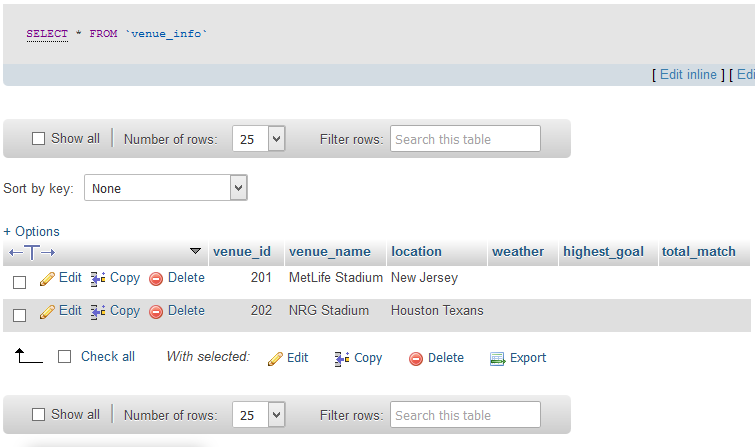 SELECT * FROM `venue_info`
[ Edit inline ] [ Edi
Show all Number of rows: 25 Filter rows: Search this table
Sort by key: None
+ Options
←T→ venue_id venue_name location weather highest_goal total_match
Edit Copy Delete 201 MetLife Stadium New Jersey
Edit Copy Delete 202 NRG Stadium Houston Texans
Check all With selected: Edit Copy Delete Export
Show all Number of rows: 25 Filter rows: Search this table